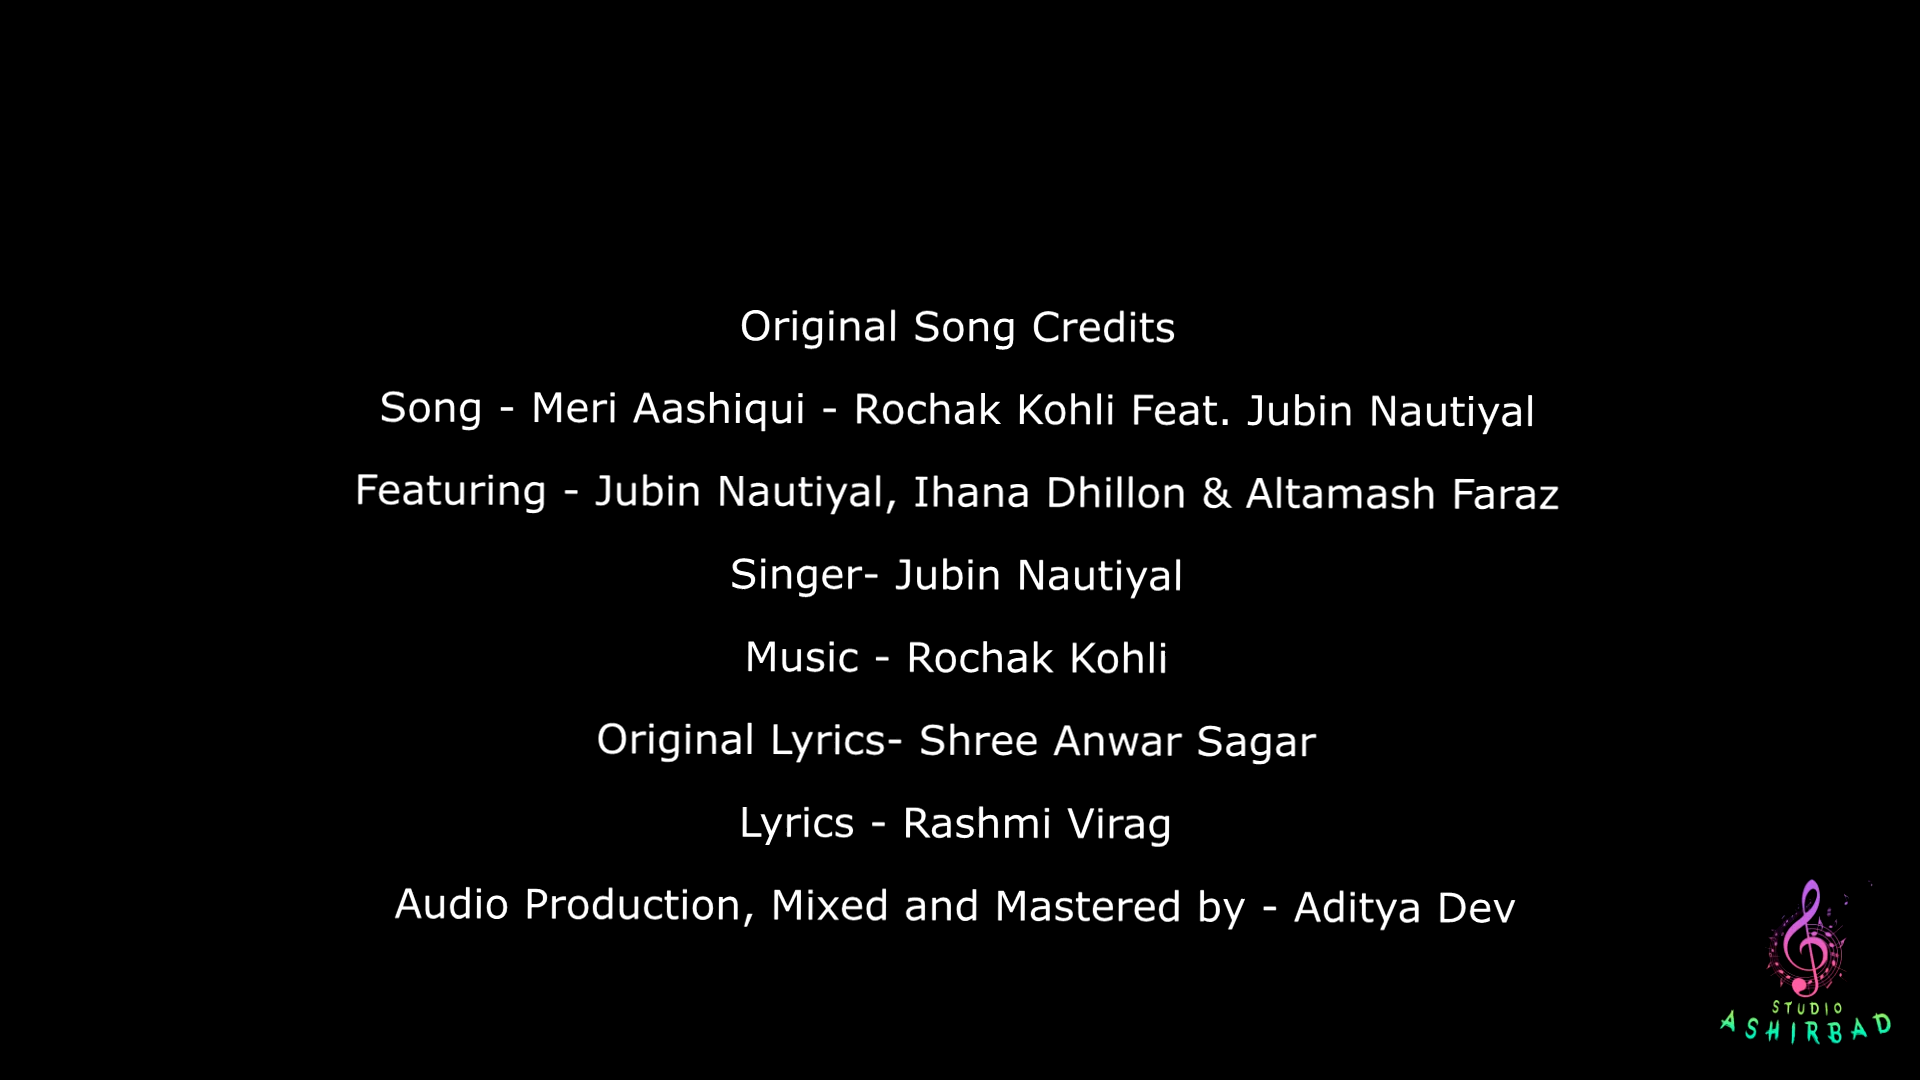 Original Song Credits
Song - Meri Aashiqui - Rochak Kohli Feat. Jubin Nautiyal
Featuring - Jubin Nautiyal, Ihana Dhillon & Altamash Faraz
Singer- Jubin Nautiyal
Music - Rochak Kohli
Original Lyrics- Shree Anwar Sagar
Lyrics - Rashmi Virag
Audio Production, Mixed and Mastered by - Aditya Dev
STUDIO
ASHIRBAD